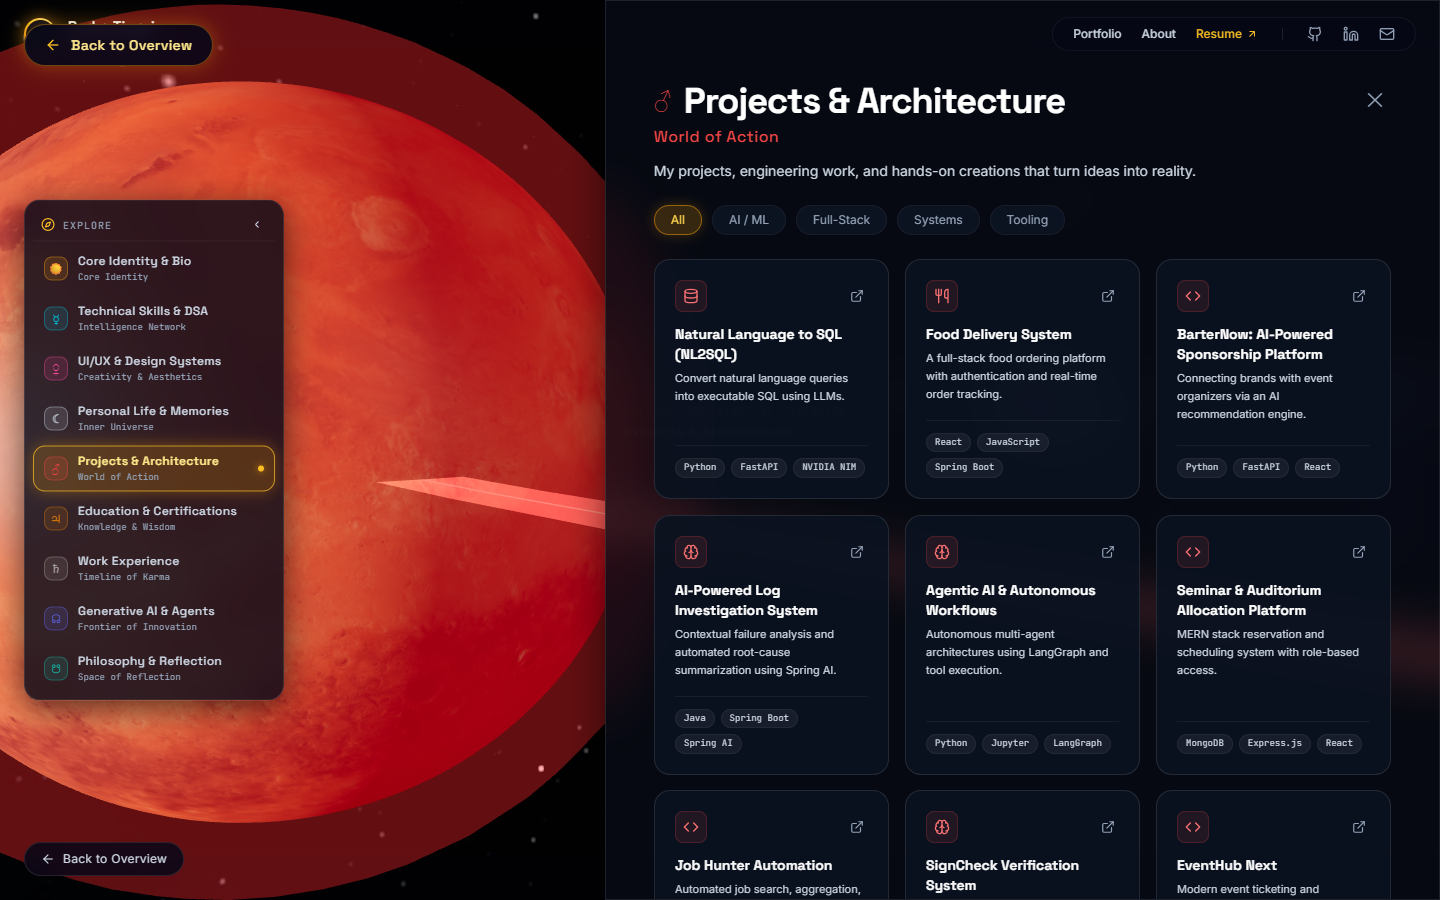 Back to Overview
EXPLORE
Core Identity & Bio
Core Identity
Technical Skills & DSA
Intelligence Network
UI/UX & Design Systems
Creativity & Aesthetics
Personal Life & Memories
Inner Universe
Projects & Architecture
World of Action
Education & Certifications
Knowledge & Wisdom
Work Experience
Timeline of Karma
Generative AI & Agents
Frontier of Innovation
Philosophy & Reflection
Space of Reflection
Back to Overview
Portfolio About Resume
Projects & Architecture
World of Action
My projects, engineering work, and hands-on creations that turn ideas into reality.
All AI / ML Full-Stack Systems Tooling
Natural Language to SQL
(NL2SQL)
Convert natural language queries
into executable SQL using LLMs.
Python FastAPI NVIDIA NIM
Food Delivery System
A full-stack food ordering platform
with authentication and real-time
order tracking.
React JavaScript
Spring Boot
BarterNow: AI-Powered
Sponsorship Platform
Connecting brands with event
organizers via an AI
recommendation engine.
Python FastAPI React
AI-Powered Log
Investigation System
Contextual failure analysis and
automated root-cause
summarization using Spring AI.
Java Spring Boot
Spring AI
Agentic AI & Autonomous
Workflows
Autonomous multi-agent
architectures using LangGraph and
tool execution.
Python Jupyter LangGraph
Seminar & Auditorium
Allocation Platform
MERN stack reservation and
scheduling system with role-based
access.
MongoDB Express.js React
Job Hunter Automation
Automated job search, aggregation,
SignCheck Verification
System
EventHub Next
Modern event ticketing and